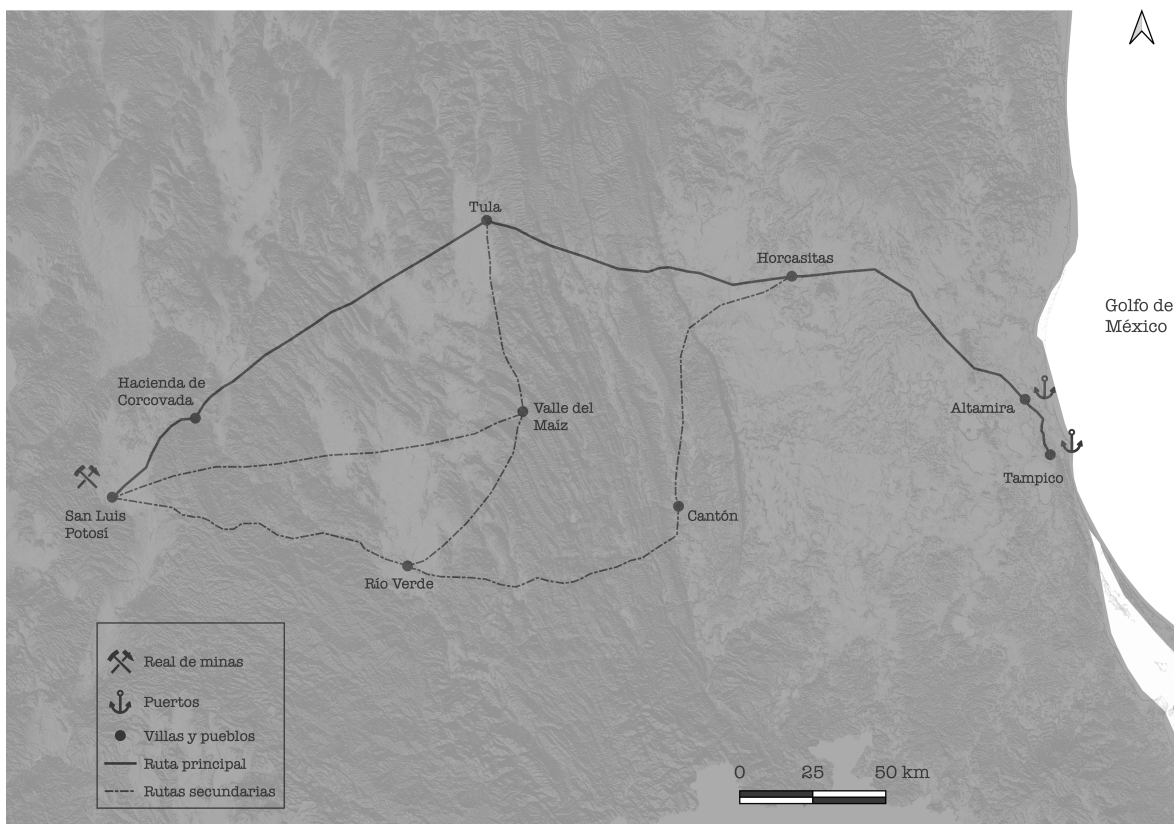 Tula
Horcasitas
Golfo de
México
Hacienda de
Corcovada
Altamira
Valle del
Maíz
Tampico
San Luis
Potosí
Cantón
Río Verde
Real de minas
Puertos
Villas y pueblos
Ruta principal
Rutas secundarias
0 25 50 km